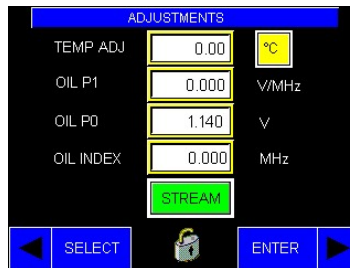 ADJUSTMENTS
TEMP ADJ 0.00 °C
OIL P1 0.000 V/MHz
OIL P0 1.140 V
OIL INDEX 0.000 MHz
STREAM
SELECT ENTER